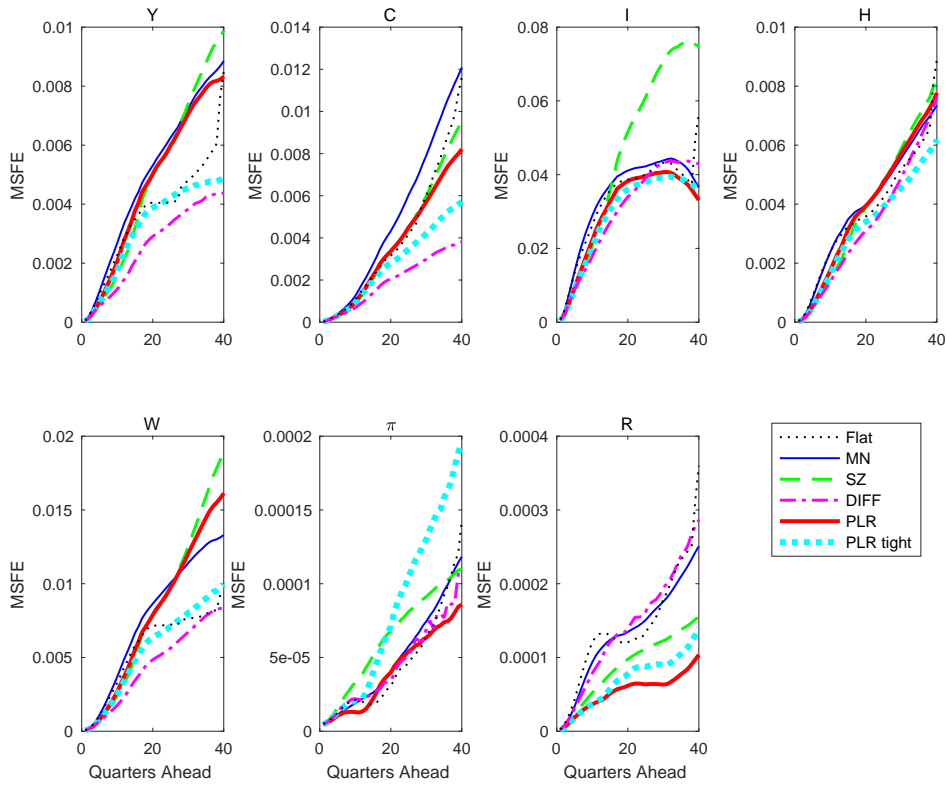 Y
C
I
H
0.01
0.008
0.006
0.004
0.002
0
MSFE
0 20 40
0.014
0.012
0.01
0.008
0.006
0.004
0.002
0
MSFE
0 20 40
0.08
0.06
0.04
0.02
0
MSFE
0 20 40
0.01
0.008
0.006
0.004
0.002
0
MSFE
0 20 40
W
π
R
0.02
0.015
0.01
0.005
0
MSFE
0 20 40
Quarters Ahead
0.0002
0.00015
0.0001
5e-05
0
MSFE
0 20 40
Quarters Ahead
0.0004
0.0003
0.0002
0.0001
0
MSFE
0 20 40
Quarters Ahead
Flat
MN
SZ
DIFF
PLR
PLR tight